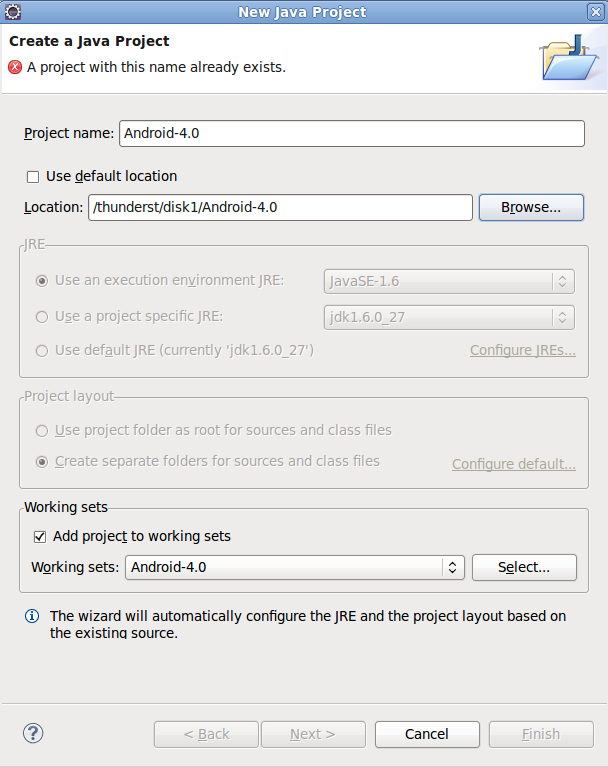 New Java Project
Create a Java Project
A project with this name already exists.
Project name: Android-4.0
Use default location
Location: /thunderst/disk1/Android-4.0 Browse...
JRE
Use an execution environment JRE: JavaSE-1.6
Use a project specific JRE: jdk1.6.0_27
Use default JRE (currently 'jdk1.6.0_27') Configure JREs...
Project layout
Use project folder as root for sources and class files
Create separate folders for sources and class files Configure default...
Working sets
Add project to working sets
Working sets: Android-4.0 Select...
The wizard will automatically configure the JRE and the project layout based on
the existing source.
? < Back Next > Cancel Finish